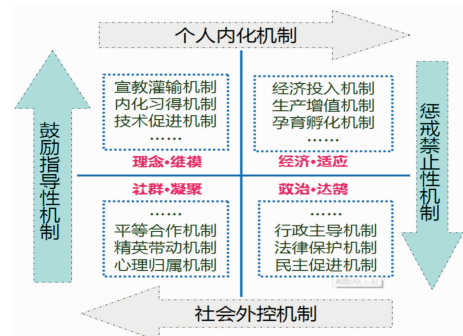 个人内化机制
鼓励指导性机制
宣教灌输机制
内化习得机制
技术促进机制
……
理念·维模
经济投入机制
生产增值机制
孕育孵化机制
……
经济·适应
惩戒禁止性机制
社群·凝聚
……
平等合作机制
精英带动机制
心理归属机制
政治·达鹄
……
行政主导机制
法律保护机制
民主促进机制
社会外控机制